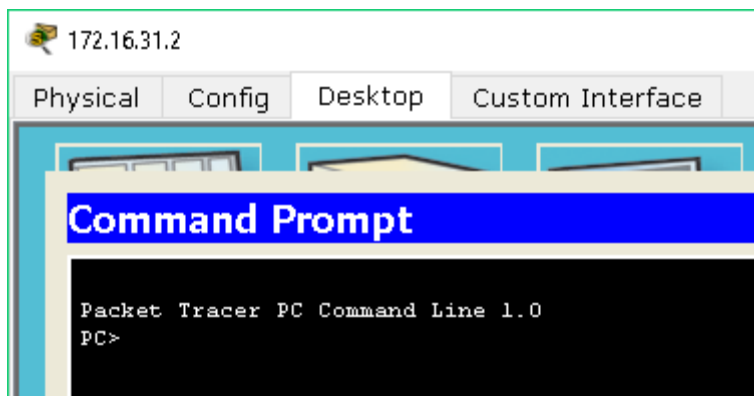 172.16.31.2
Physical Config Desktop Custom Interface
Command Prompt
Packet Tracer PC Command Line 1.0
PC>